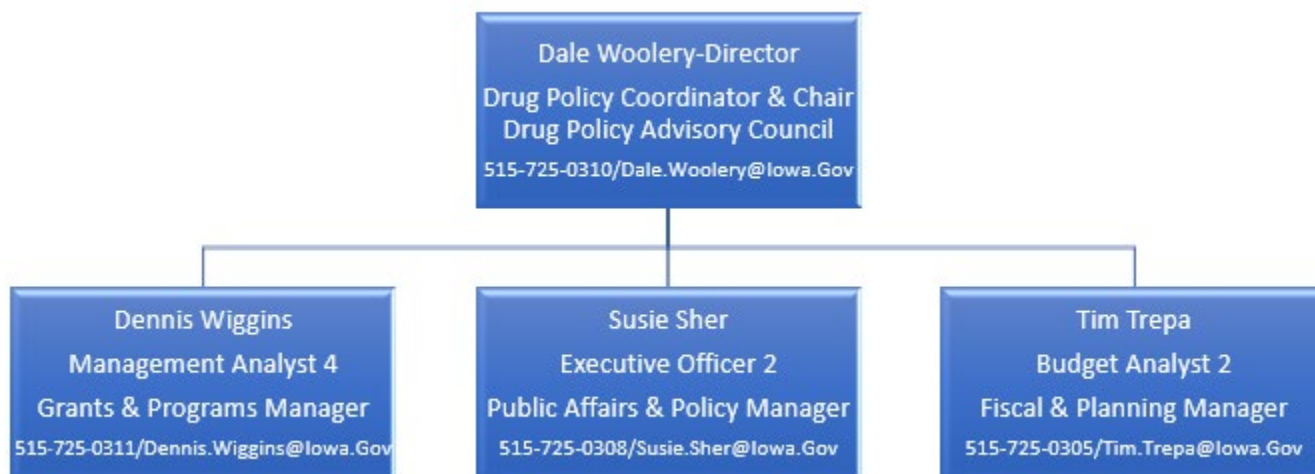 Dale Woolery-Director
Drug Policy Coordinator & Chair
Drug Policy Advisory Council
515-725-0310/Dale.Woolery@Iowa.Gov
Dennis Wiggins
Management Analyst 4
Grants & Programs Manager
515-725-0311/Dennis.Wiggins@Iowa.Gov
Susie Sher
Executive Officer 2
Public Affairs & Policy Manager
515-725-0308/Susie.Sher@Iowa.Gov
Tim Trepa
Budget Analyst 2
Fiscal & Planning Manager
515-725-0305/Tim.Trepa@Iowa.Gov